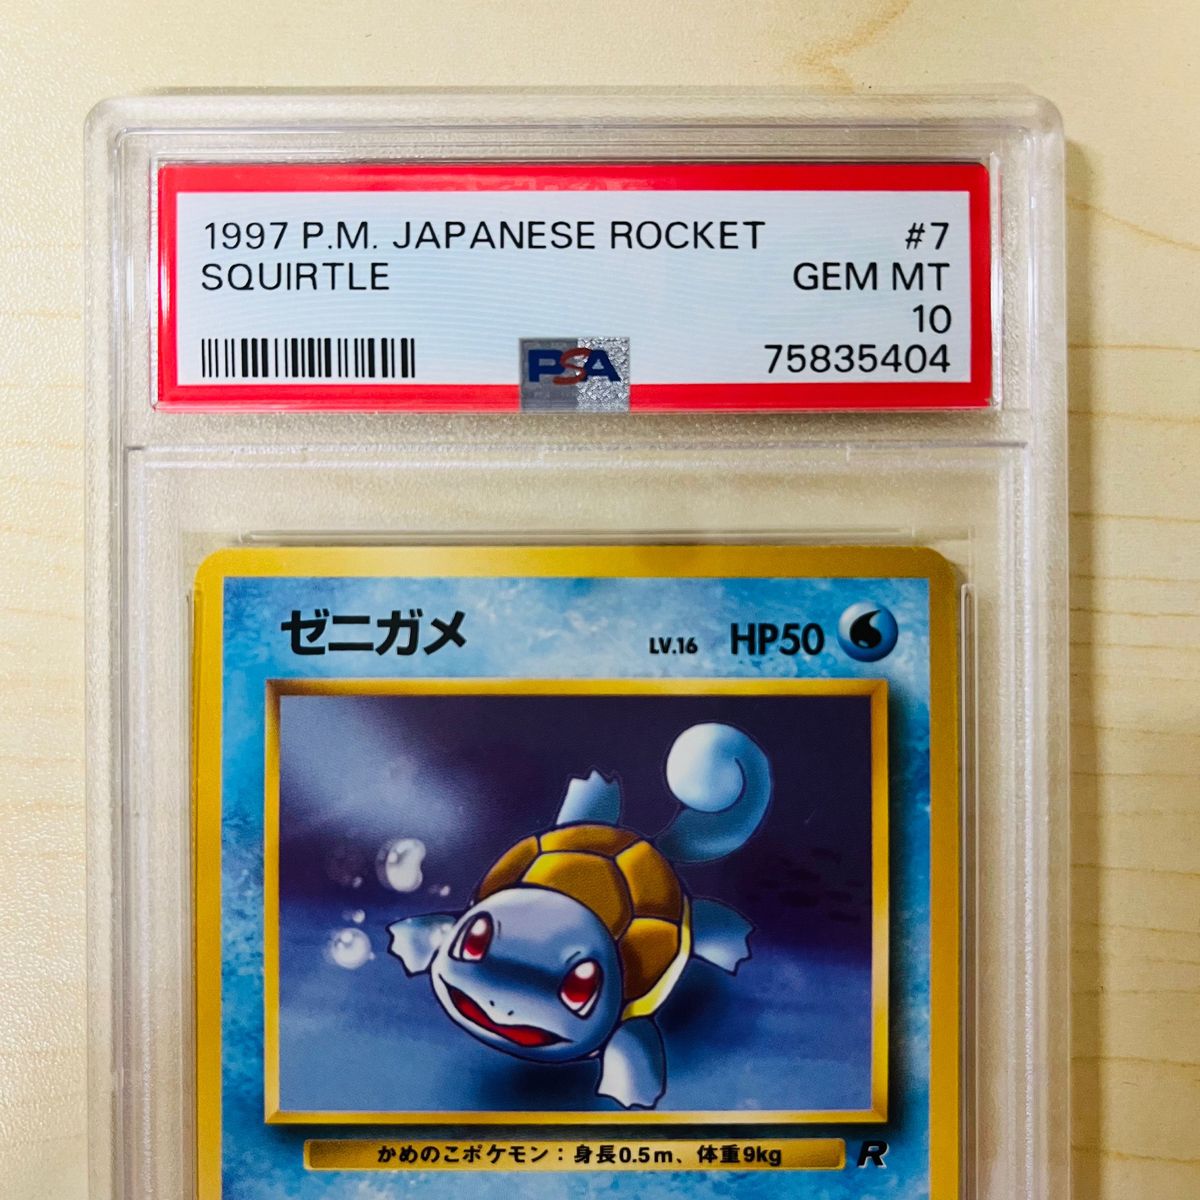 1997 P.M. JAPANESE ROCKET #7
SQUIRTLE GEM MT
10
PSA 75835404
ゼニガメ LV.16 HP50
かめのこポケモン：身長0.5m、体重9kg R